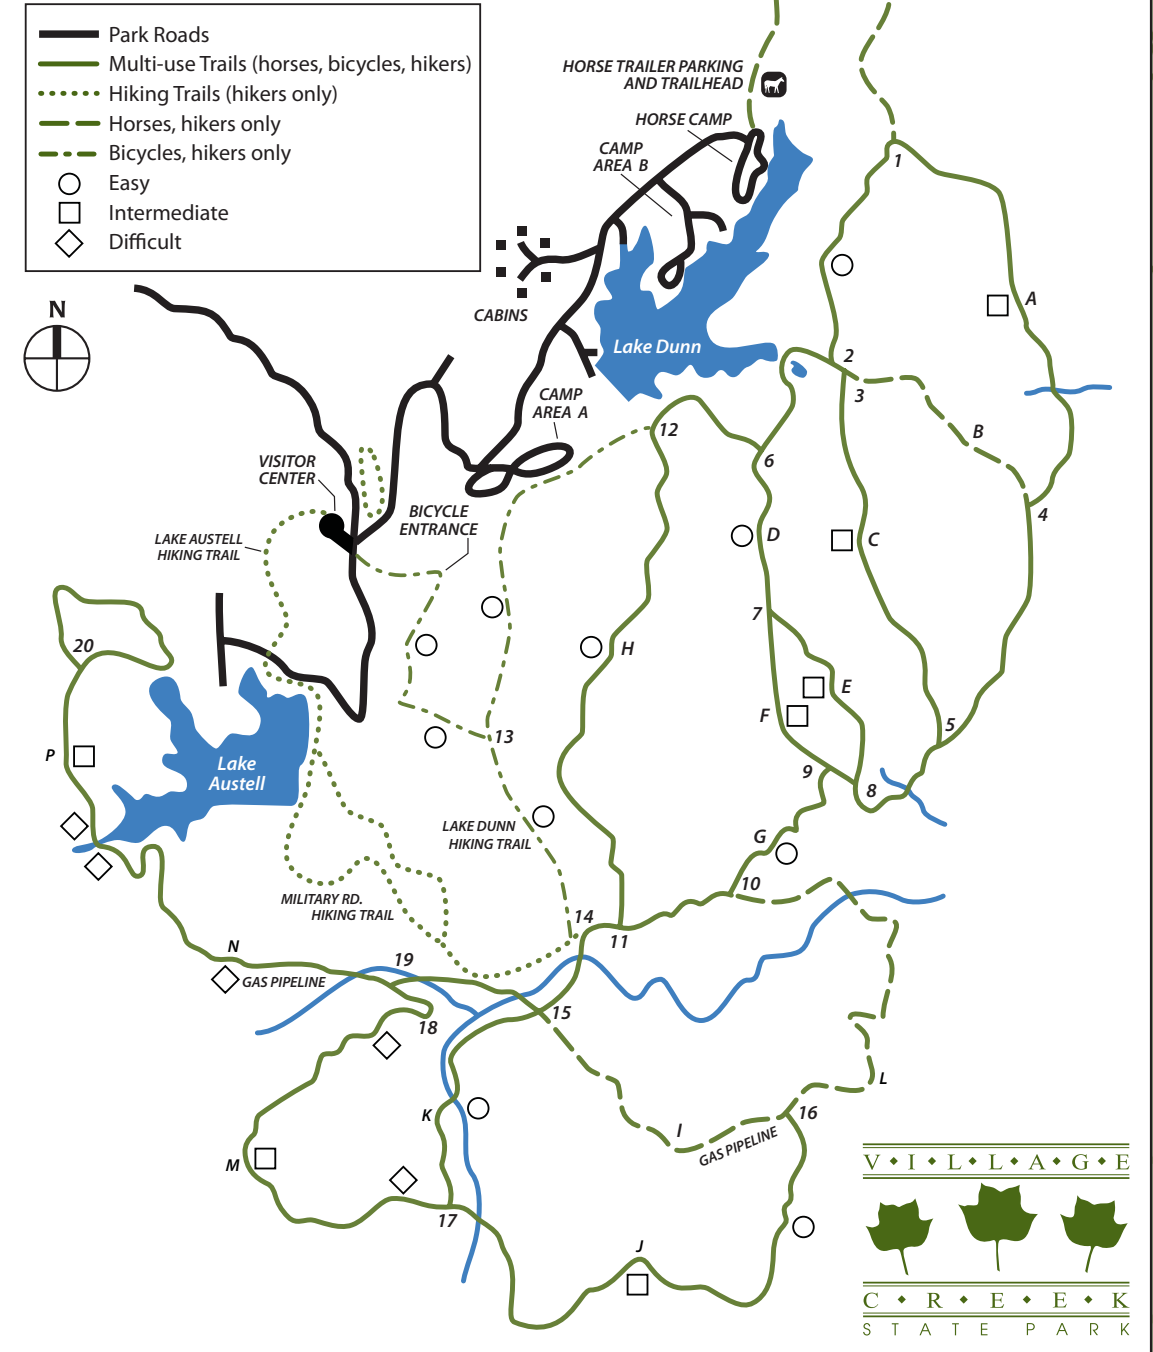 Park Roads
Multi-use Trails (horses, bicycles, hikers)
Hiking Trails (hikers only)
Horses, hikers only
Bicycles, hikers only
Easy
Intermediate
Difficult
N
HORSE TRAILER PARKING
AND TRAILHEAD
HORSE CAMP
CAMP
AREA B
1
CABINS
A
Lake Dunn
2
3
CAMP
AREA A
12
B
6
VISITOR
CENTER
BICYCLE
ENTRANCE
4
LAKE AUSTELL
HIKING TRAIL
D
C
7
20
H
E
F
5
13
P
Lake
Austell
9
8
LAKE DUNN
HIKING TRAIL
G
10
MILITARY RD.
HIKING TRAIL
14
11
N
19
GAS PIPELINE
15
18
L
K
16
I
GAS PIPELINE
M
17
J
VILLAGE
CREEK
STATE PARK